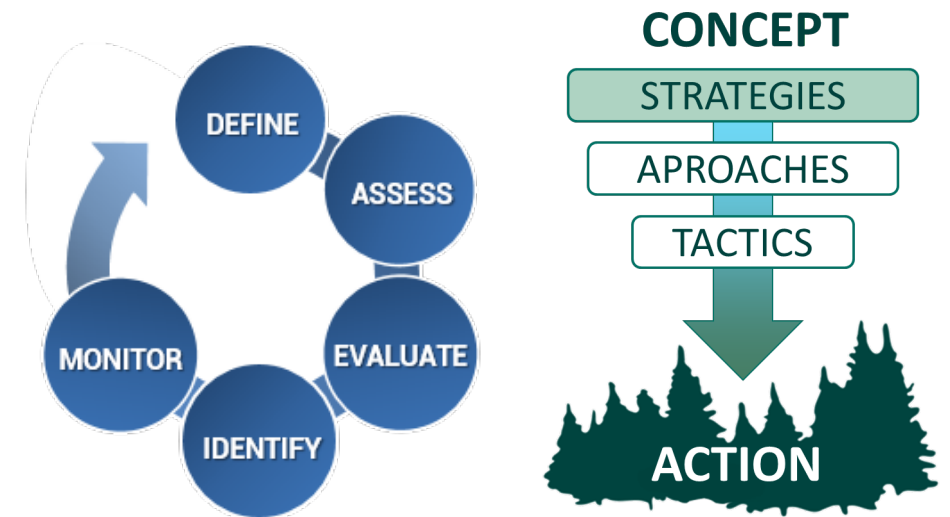 DEFINE
ASSESS
EVALUATE
IDENTIFY
MONITOR
CONCEPT
STRATEGIES
APROACHES
TACTICS
ACTION